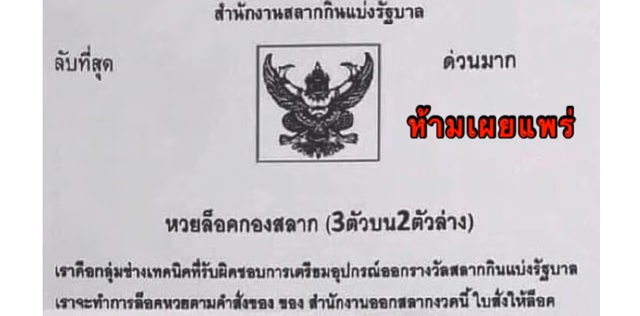 สำนักงานสลากกินแบ่งรัฐบาล
ลับที่สุด
ด่วนมาก
ห้ามเผยแพร่
หวยล็อคกองสลาก (3ตัวบน2ตัวล่าง)
เราคือกลุ่มช่างเทคนิคที่รับผิดชอบการเตรียมอุปกรณ์ออกรางวัลสลากกินแบ่งรัฐบาล
เราจะทำการล็อคหวยตามคำสั่งของ ของ สำนักงานออกสลากงวดนี้ ใบสั่งให้ล็อค